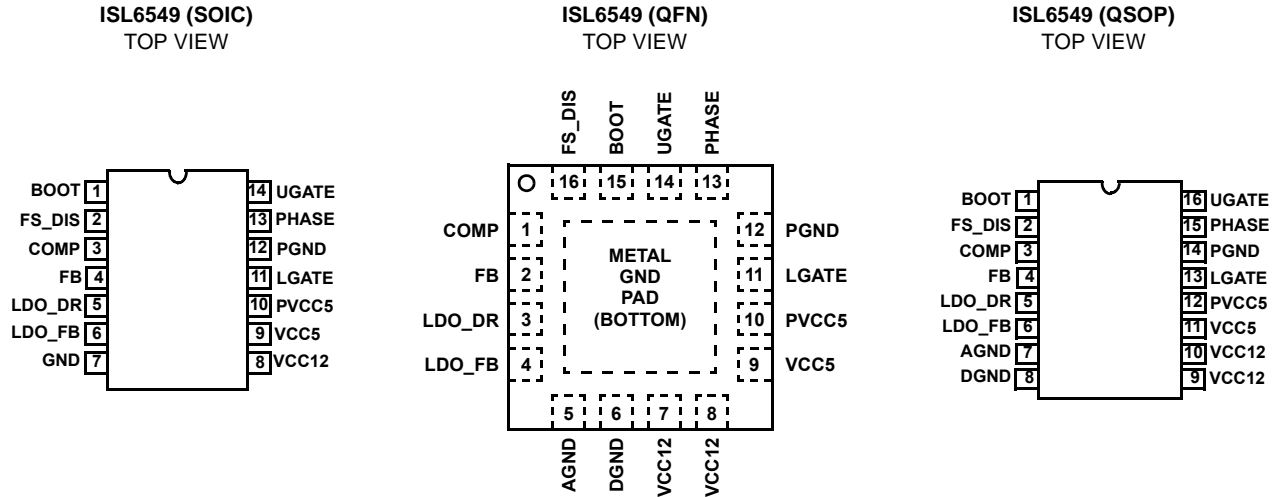 ISL6549 (SOIC)
TOP VIEW
BOOT 1
FS_DIS 2
COMP 3
FB 4
LDO_DR 5
LDO_FB 6
GND 7
14 UGATE
13 PHASE
12 PGND
11 LGATE
10 PVCC5
9 VCC5
8 VCC12
ISL6549 (QFN)
TOP VIEW
FS_DIS
BOOT
UGATE
PHASE
16 15 14 13
COMP 1
FB 2
LDO_DR 3
LDO_FB 4
METAL
GND
PAD
(BOTTOM)
12 PGND
11 LGATE
10 PVCC5
9 VCC5
5 6 7 8
AGND
DGND
VCC12
VCC12
ISL6549 (QSOP)
TOP VIEW
BOOT 1
FS_DIS 2
COMP 3
FB 4
LDO_DR 5
LDO_FB 6
AGND 7
DGND 8
16 UGATE
15 PHASE
14 PGND
13 LGATE
12 PVCC5
11 VCC5
10 VCC12
9 VCC12